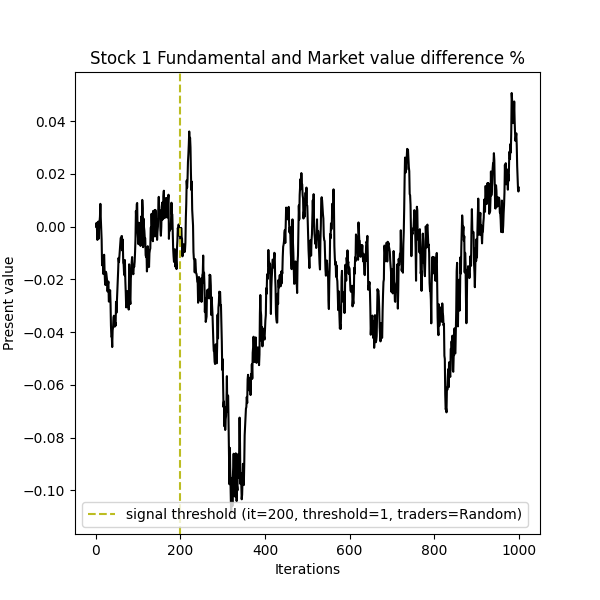 Stock 1 Fundamental and Market value difference %
Present value
0.04
0.02
0.00
−0.02
−0.04
−0.06
−0.08
−0.10
signal threshold (it=200, threshold=1, traders=Random)
0 200 400 600 800 1000
Iterations